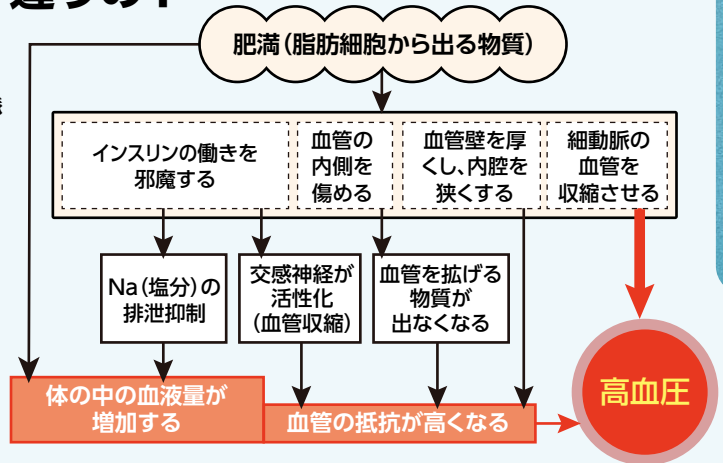 肥満（脂肪細胞から出る物質）
インスリンの働きを
邪魔する
血管の
内側を
傷める
血管壁を厚
くし、内腔を
狭くする
細動脈の
血管を
収縮させる
Na（塩分）の
排泄抑制
交感神経が
活性化
（血管収縮）
血管を拡げる
物質が
出なくなる
体の中の血液量が
増加する
血管の抵抗が高くなる
高血圧